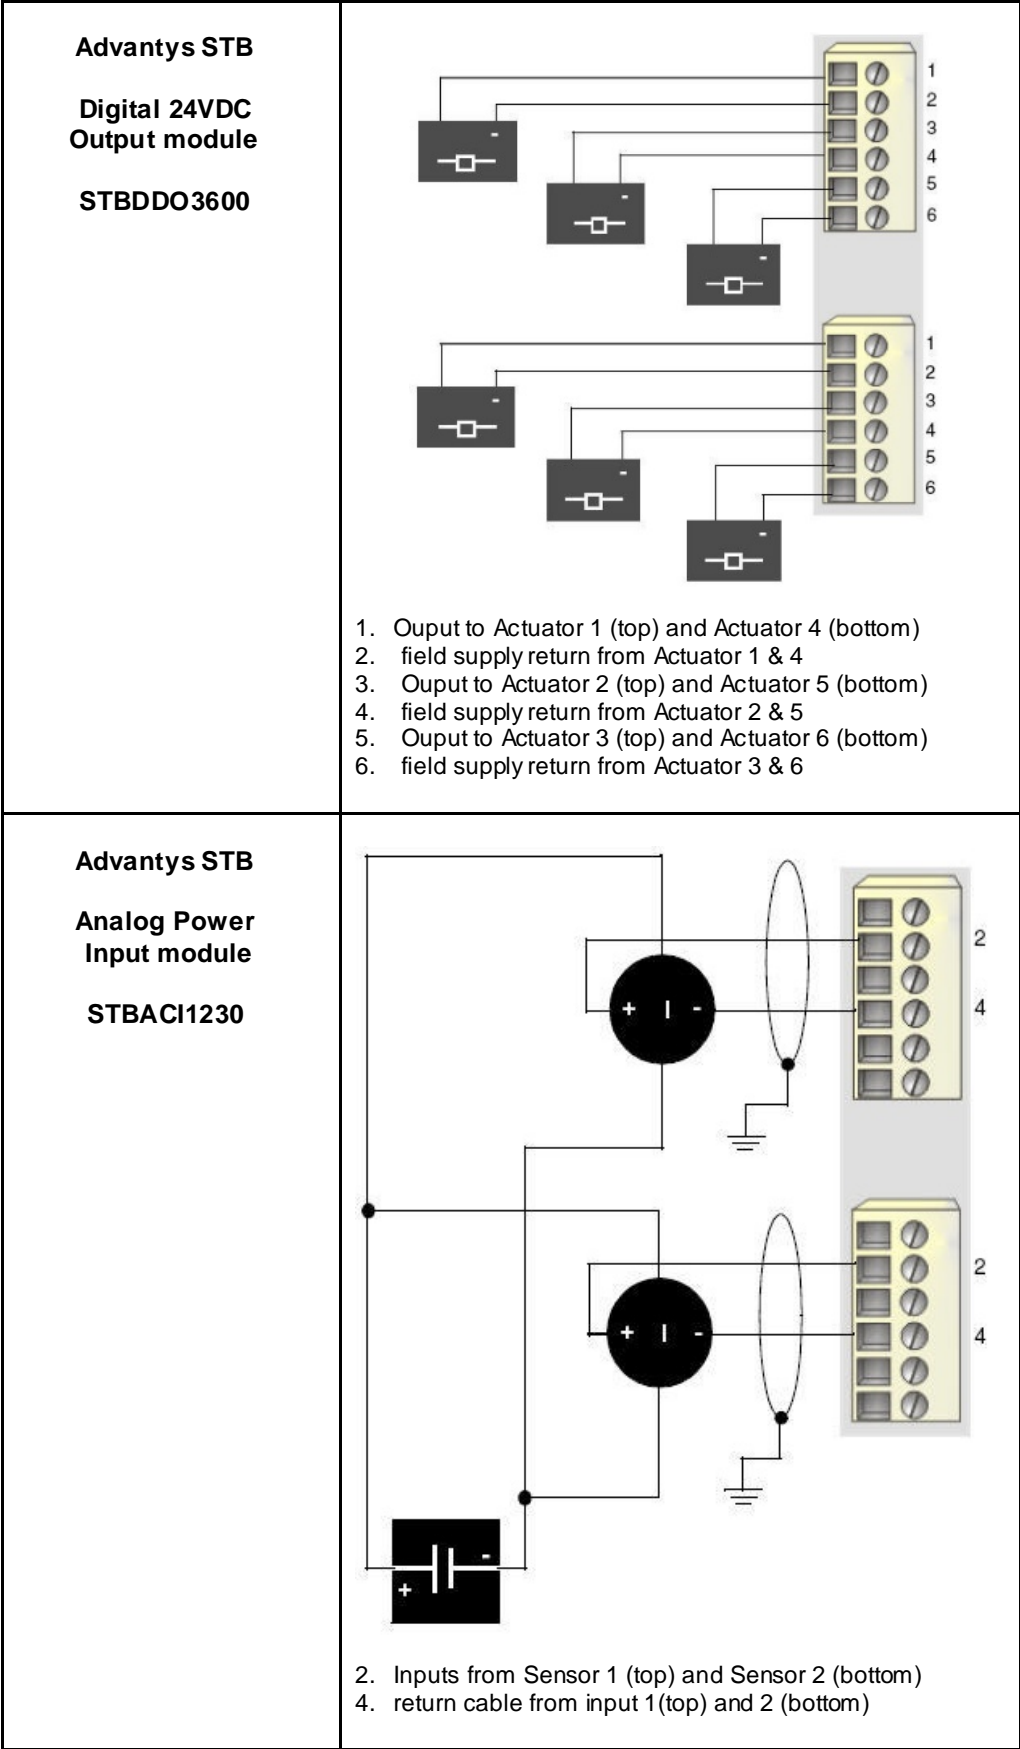 Advantys STB
Digital 24VDC
Output module
STBDDO3600
-
-
-
1
2
3
4
5
6
-
-
-
1
2
3
4
5
6
1. Ouput to Actuator 1 (top) and Actuator 4 (bottom)
2. field supply return from Actuator 1 & 4
3. Ouput to Actuator 2 (top) and Actuator 5 (bottom)
4. field supply return from Actuator 2 & 5
5. Ouput to Actuator 3 (top) and Actuator 6 (bottom)
6. field supply return from Actuator 3 & 6
Advantys STB
Analog Power
Input module
STBACI1230
2
+ I -
4
2
+ I -
4
-
+
2. Inputs from Sensor 1 (top) and Sensor 2 (bottom)
4. return cable from input 1(top) and 2 (bottom)